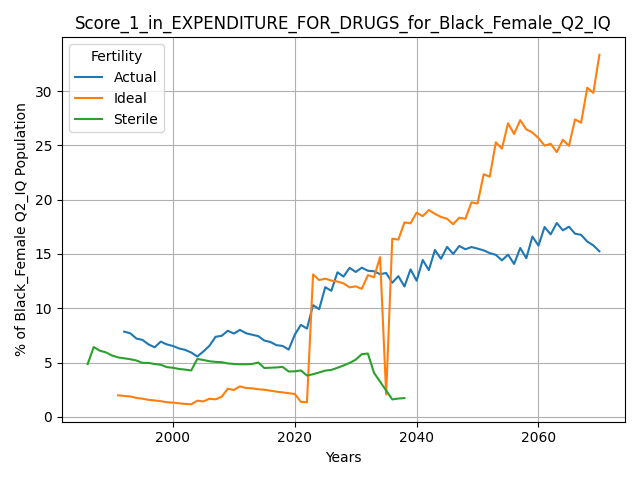 Score_1_in_EXPENDITURE_FOR_DRUGS_for_Black_Female_Q2_IQ
Fertility
Actual
Ideal
Sterile
% of Black_Female Q2_IQ Population
30
25
20
15
10
5
0
2000 2020 2040 2060
Years